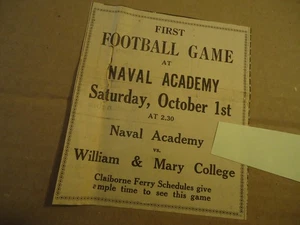 FIRST
FOOTBALL GAME
AT
NAVAL ACADEMY
Saturday, October 1st
AT 2.30
Naval Academy
vs.
William & Mary College
Claiborne Ferry Schedules give
mple time to see this game